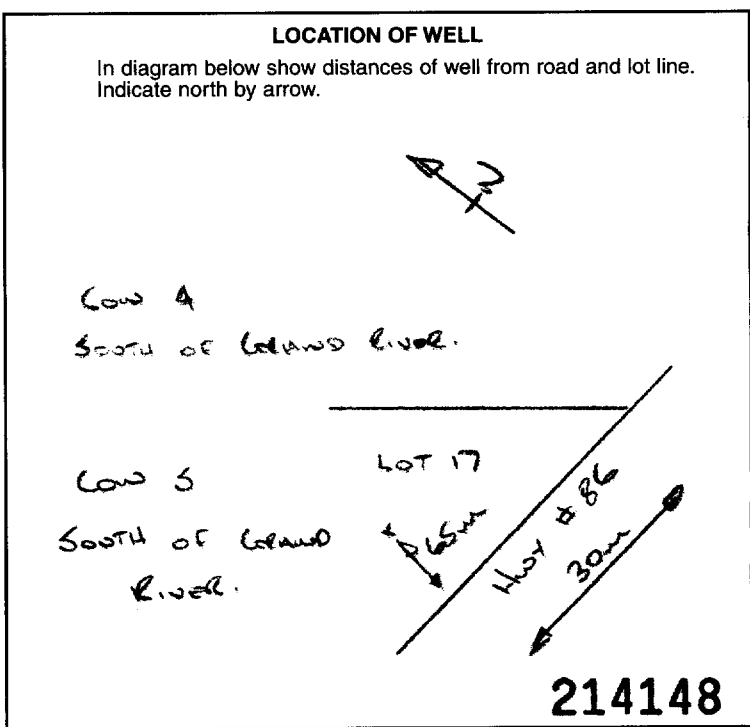 LOCATION OF WELL
In diagram below show distances of well from road and lot line.
Indicate north by arrow.
N
CON 4
SOUTH OF GRAND RIVER.
LOT 17
CON 5
SOUTH OF GRAND
RIVER.
65m
HWY # 86
30m
214148